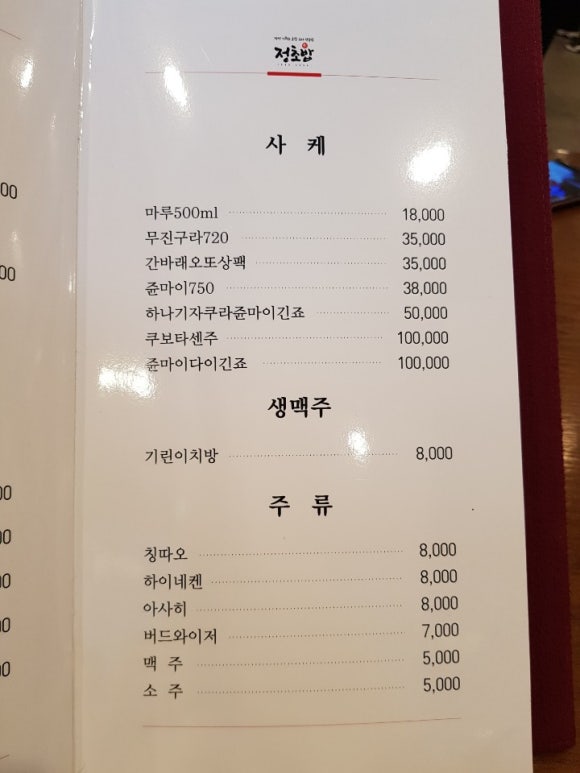 정초밥
사 케
마루500ml 18,000
무진구라720 35,000
간바래오또상팩 35,000
쥰마이750 38,000
하나기자쿠라쥰마이긴죠 50,000
쿠보타센주 100,000
쥰마이다이긴죠 100,000
생맥주
기린이치방 8,000
주 류
칭따오 8,000
하이네켄 8,000
아사히 8,000
버드와이저 7,000
맥 주 5,000
소 주 5,000